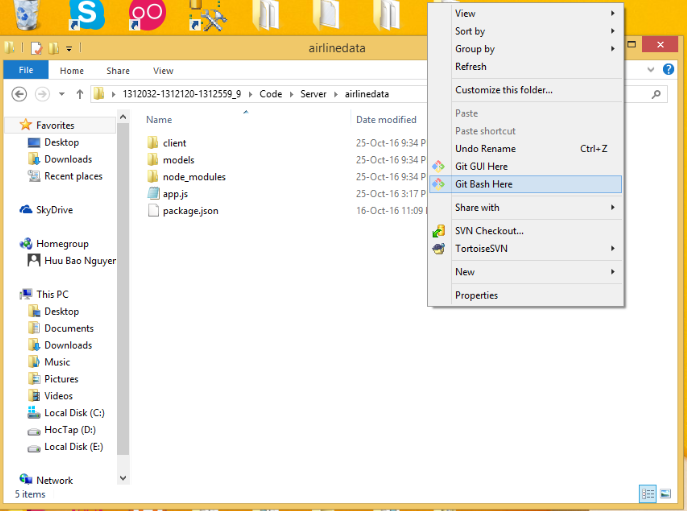 airlinedata
File Home Share View
1312032-1312120-1312559_9 Code Server airlinedata
Favorites
Desktop
Downloads
Recent places
SkyDrive
Homegroup
Huu Bao Nguyer
This PC
Desktop
Documents
Downloads
Music
Pictures
Videos
Local Disk (C:)
HocTap (D:)
Local Disk (E:)
Network
5 items
Name Date modified
client 25-Oct-16 9:34 P
models 25-Oct-16 9:34 P
node_modules 25-Oct-16 9:34 P
app.js 25-Oct-16 3:17 P
package.json 16-Oct-16 11:09
View
Sort by
Group by
Refresh
Customize this folder...
Paste
Paste shortcut
Undo Rename Ctrl+Z
Git GUI Here
Git Bash Here
Share with
SVN Checkout...
TortoiseSVN
New
Properties